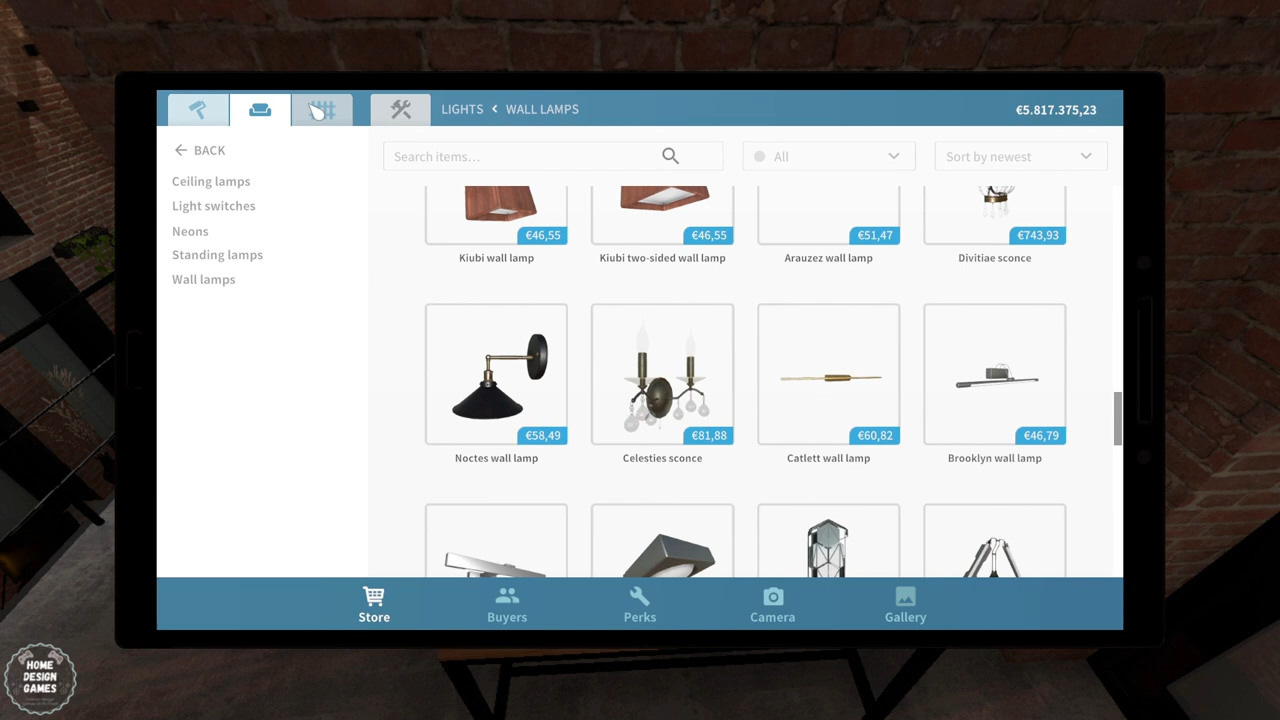 LIGHTS < WALL LAMPS
€5.817.375,23
BACK
Search items...
All
Sort by newest
Ceiling lamps
Light switches
Neons
Standing lamps
Wall lamps
€46,55
€46,55
€51,47
€743,93
Kiubi wall lamp
Kiubi two-sided wall lamp
Arauzez wall lamp
Divitiae sconce
€58,49
€81,88
€60,82
€46,79
Noctes wall lamp
Celesties sconce
Catlett wall lamp
Brooklyn wall lamp
Store
Buyers
Perks
Camera
Gallery
HOME
DESIGN
GAMES